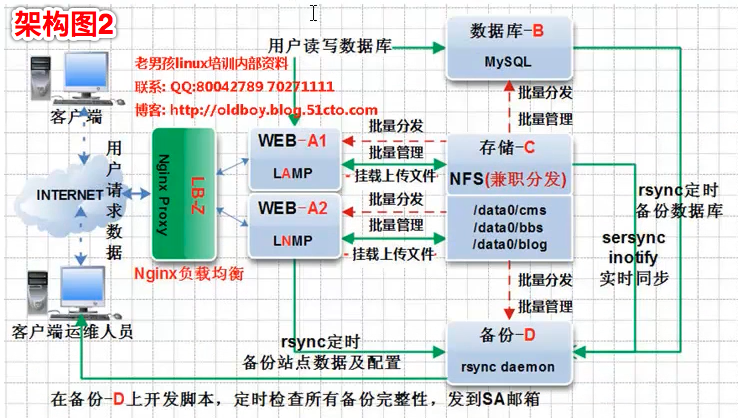 架构图2
用户读写数据库
数据库-B
MySQL
老男孩linux培训内部资料
联系: QQ:80042789 70271111
博客: http://oldboy.blog.51cto.com
客户端
批量分发
批量管理
用户请求数据
INTERNET
Nginx Proxy
LB-Z
WEB-A1
LAMP
批量分发
批量管理
挂载上传文件
存储-C
NFS(兼职分发)
WEB-A2
LNMP
批量分发
批量管理
挂载上传文件
/data0/cms
/data0/bbs
/data0/blog
rsync定时
备份数据库
sersync
inotify
实时同步
Nginx负载均衡
批量分发
批量管理
客户端运维人员
rsync定时
备份站点数据及配置
备份-D
rsync daemon
在备份-D上开发脚本，定时检查所有备份完整性，发到SA邮箱